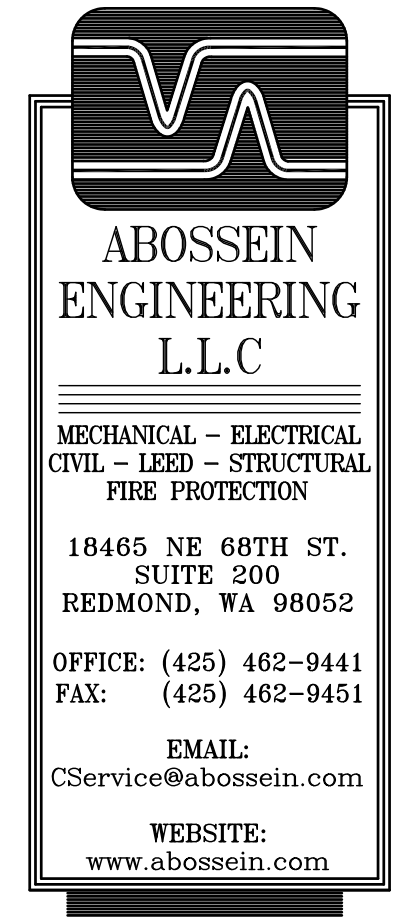 ABOSSEIN
ENGINEERING
L.L.C
MECHANICAL – ELECTRICAL
CIVIL – LEED – STRUCTURAL
FIRE PROTECTION
18465 NE 68TH ST.
SUITE 200
REDMOND, WA 98052
OFFICE: (425) 462–9441
FAX: (425) 462–9451
EMAIL:
CService@abossein.com
WEBSITE:
www.abossein.com